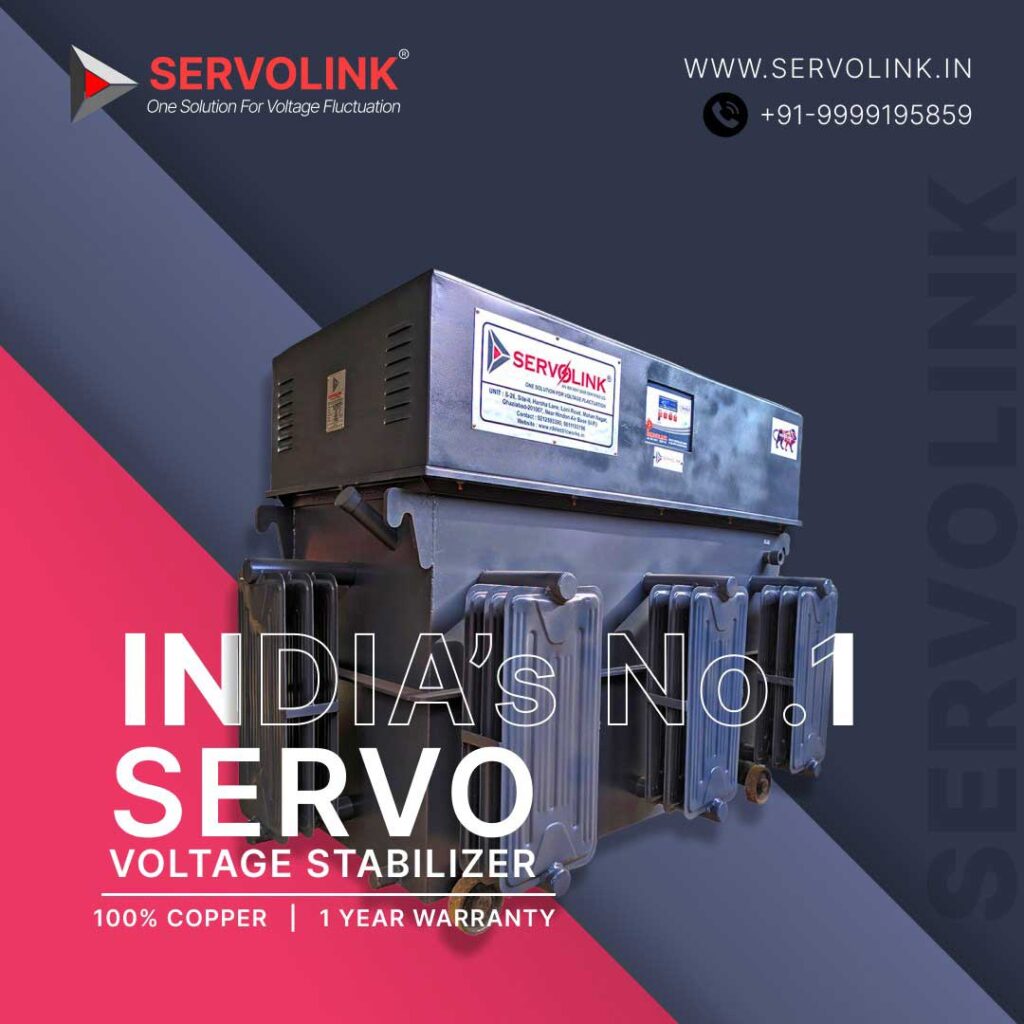 SERVOLINK®
One Solution For Voltage Fluctuation
WWW.SERVOLINK.IN
+91-9999195859
SERVOLINK
SERVOLINK®
ONE SOLUTION FOR VOLTAGE FLUCTUATION
INDIA's No.1
SERVO
VOLTAGE STABILIZER
100% COPPER | 1 YEAR WARRANTY